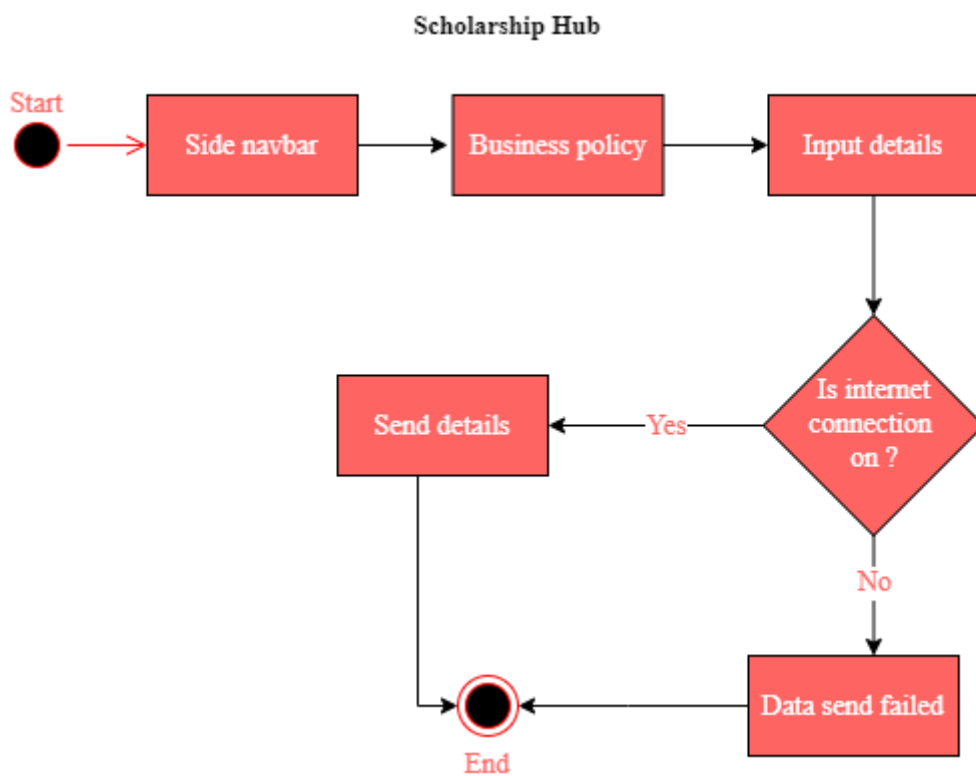 Scholarship Hub
Start
Side navbar
Business policy
Input details
Is internet
connection
on ?
Yes
Send details
No
Data send failed
End